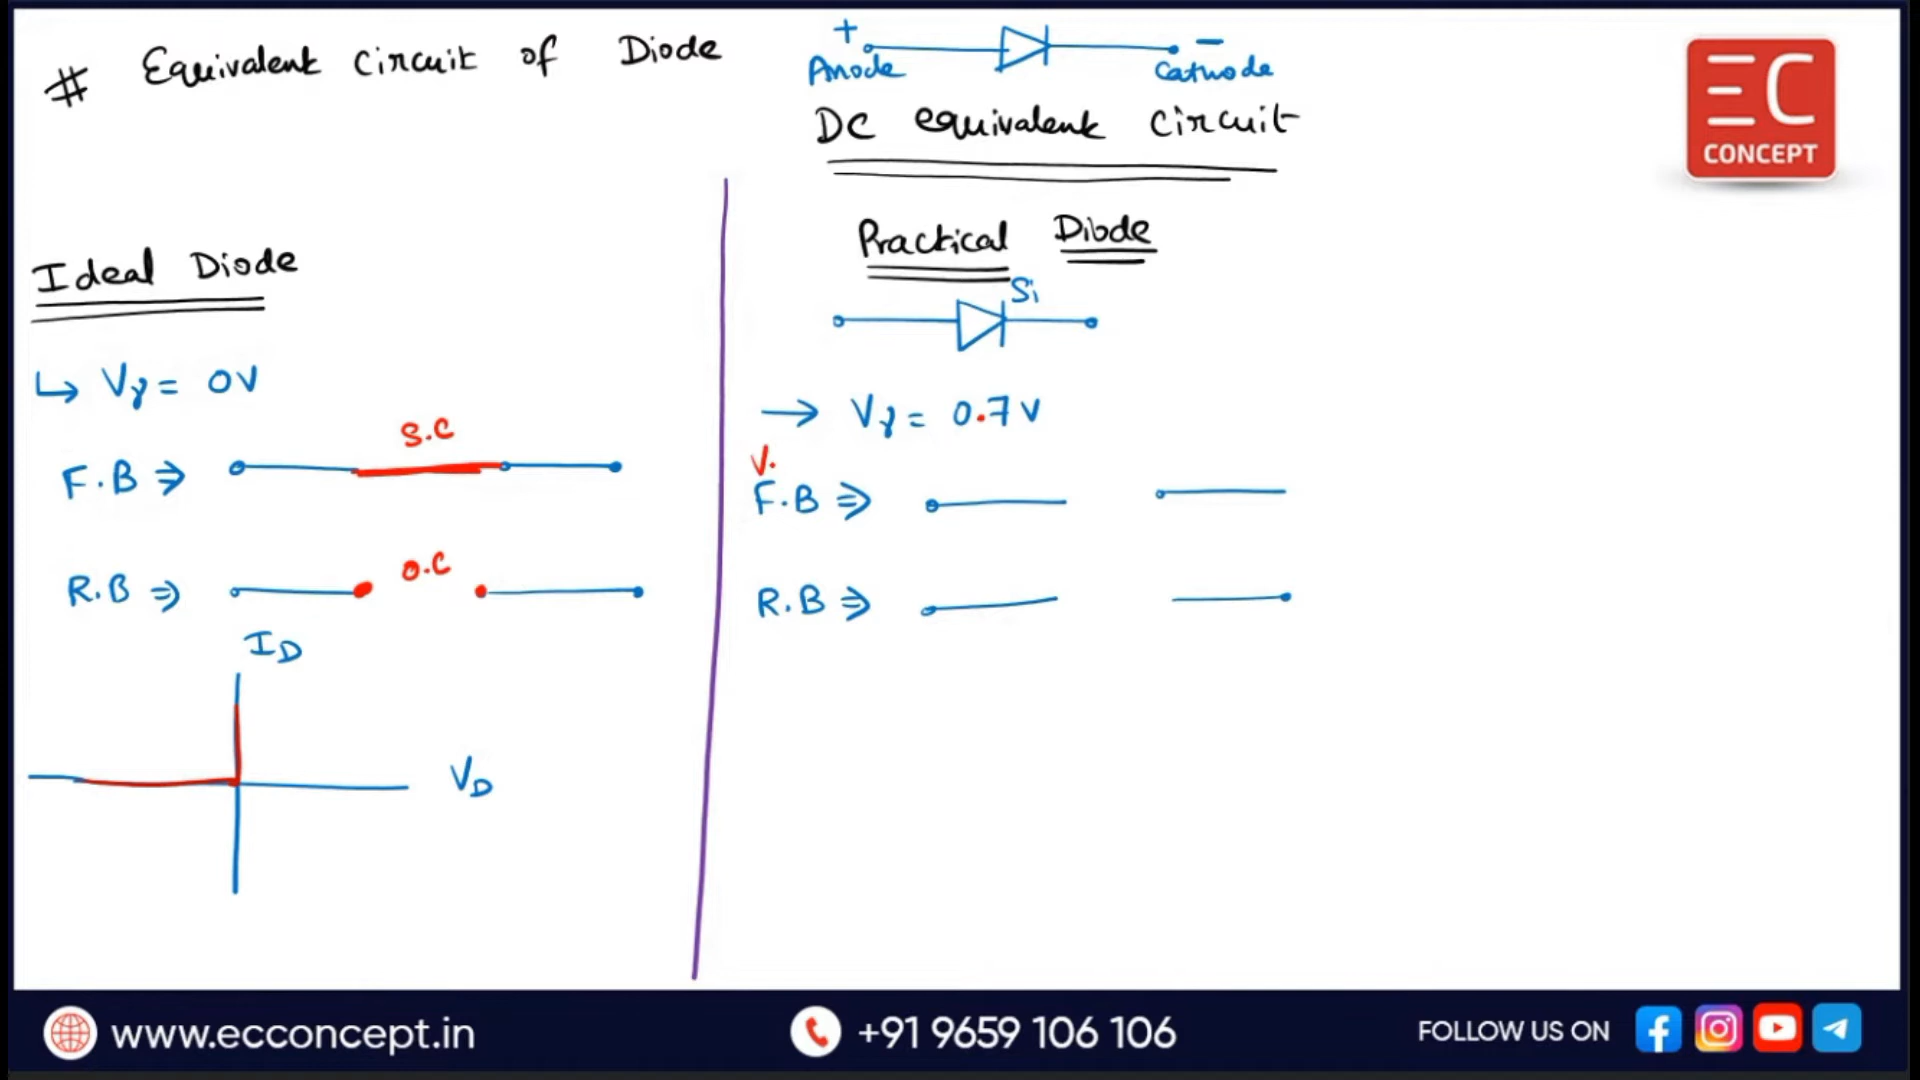 # Equivalent Circuit of Diode
+ -
Anode Cathode
DC equivalent Circuit
EC
CONCEPT
Ideal Diode
↳ Vγ = 0V
F.B ⇒ S.C
R.B ⇒ O.C
ID
VD
Practical Diode
Si
→ Vγ = 0.7V
V.
F.B ⇒
R.B ⇒
www.ecconcept.in +91 9659 106 106 FOLLOW US ON